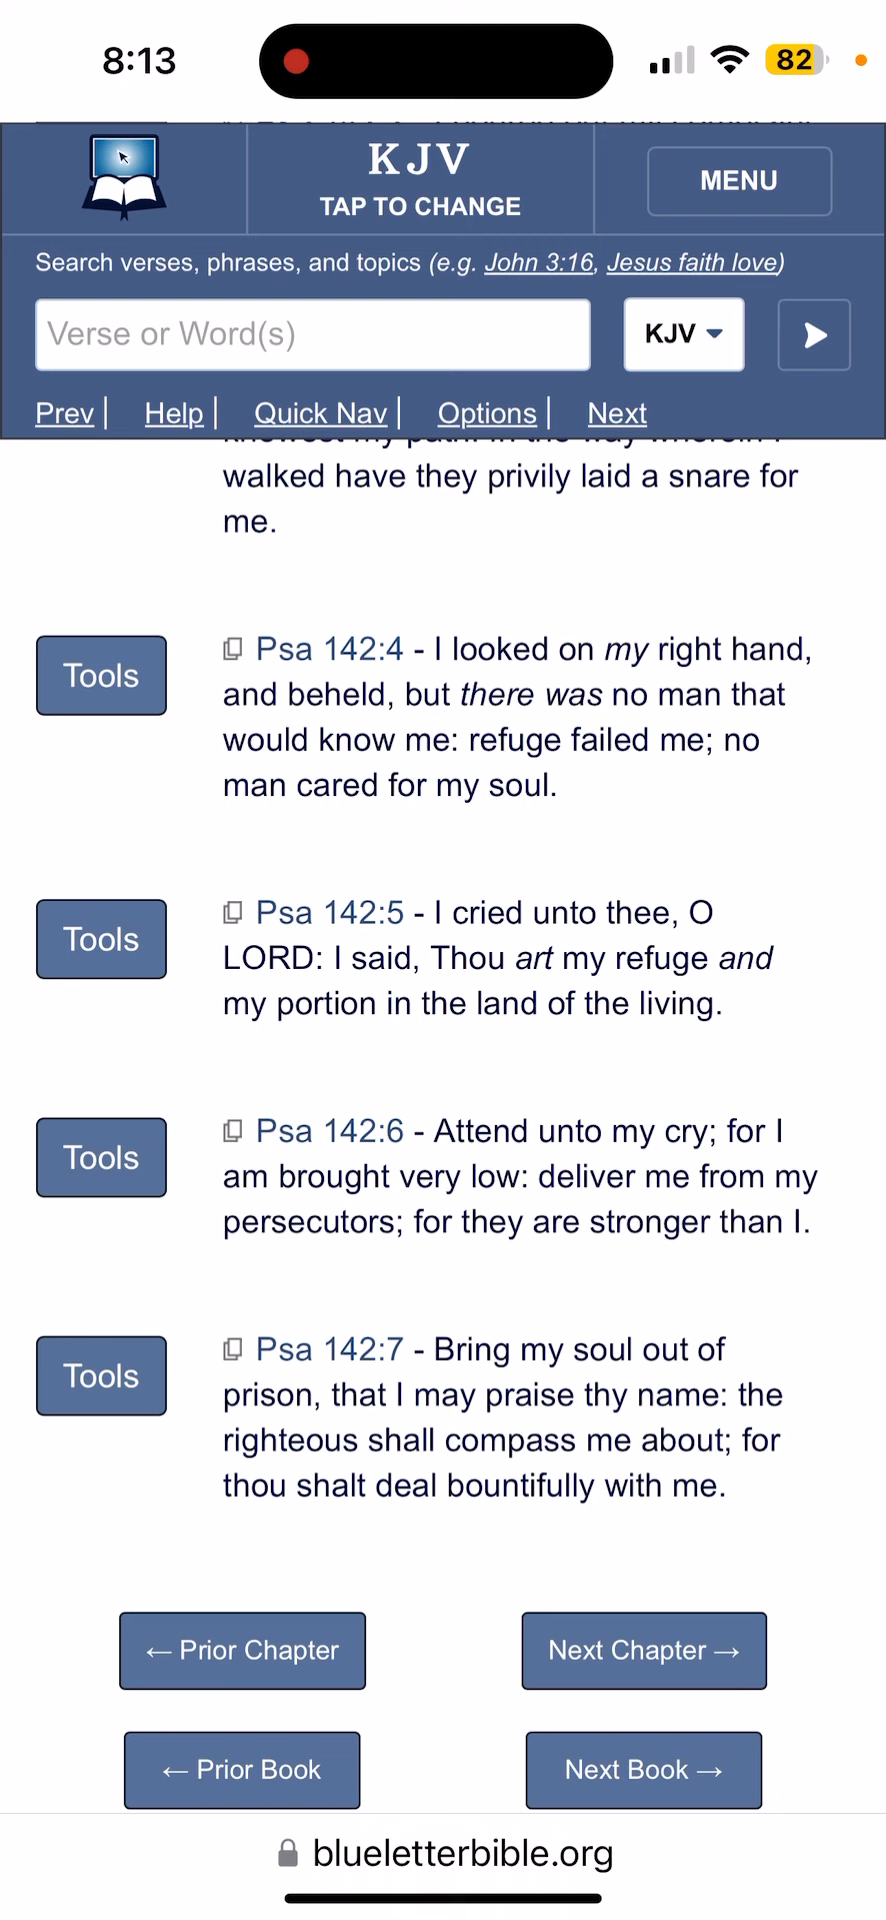 8:13
82
KJV
TAP TO CHANGE
MENU
Search verses, phrases, and topics (e.g. John 3:16, Jesus faith love)
Verse or Word(s)
KJV
Prev | Help | Quick Nav | Options | Next
walked have they privily laid a snare for
me.
Tools
Psa 142:4 - I looked on my right hand,
and beheld, but there was no man that
would know me: refuge failed me; no
man cared for my soul.
Tools
Psa 142:5 - I cried unto thee, O
LORD: I said, Thou art my refuge and
my portion in the land of the living.
Tools
Psa 142:6 - Attend unto my cry; for I
am brought very low: deliver me from my
persecutors; for they are stronger than I.
Tools
Psa 142:7 - Bring my soul out of
prison, that I may praise thy name: the
righteous shall compass me about; for
thou shalt deal bountifully with me.
← Prior Chapter
Next Chapter →
← Prior Book
Next Book →
blueletterbible.org